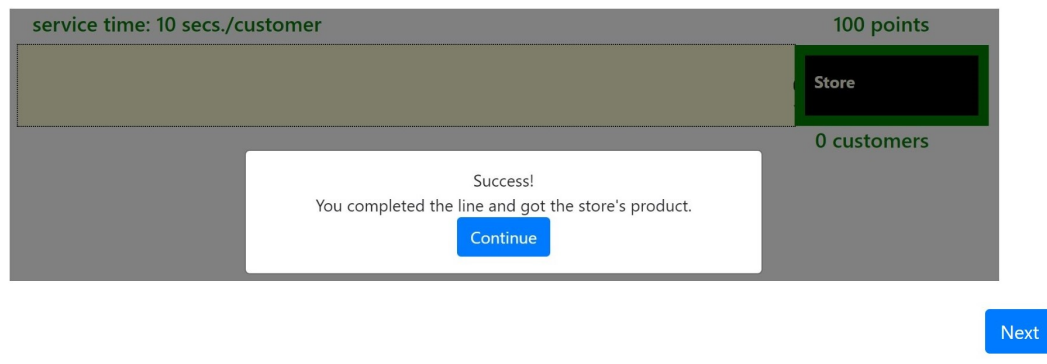 service time: 10 secs./customer
100 points
Store
0 customers
Success!
You completed the line and got the store's product.
Continue
Next